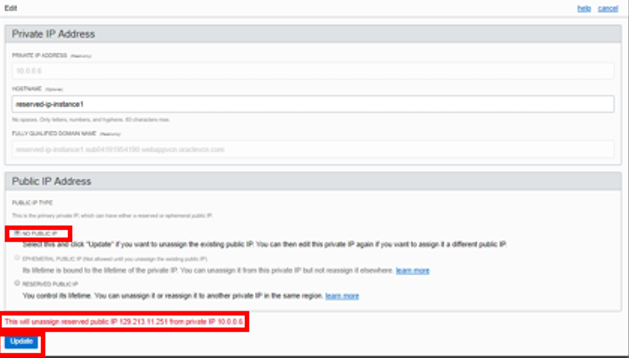 Edit
help cancel
Private IP Address
PRIVATE IP ADDRESS (Read-only)
10.0.0.6
HOSTNAME (Optional)
reserved-ip-instance1
No spaces. Only letters, numbers, and hyphens. 63 characters max.
FULLY QUALIFIED DOMAIN NAME (Read-only)
Public IP Address
PUBLIC IP TYPE
This is the primary private IP, which can have either a reserved or ephemeral public IP.
NO PUBLIC IP
Select this and click "Update" if you want to unassign the existing public IP. You can then edit this private IP again if you want to assign it a different public IP.
EPHEMERAL PUBLIC IP (Not allowed until you unassign the existing public IP)
Its lifetime is bound to the lifetime of the private IP. You can unassign it from this private IP but not reassign it elsewhere. learn more
RESERVED PUBLIC IP
You control its lifetime. You can unassign it or reassign it to another private IP in the same region. learn more
This will unassign reserved public IP 129.213.11.251 from private IP 10.0.0.6.
Update